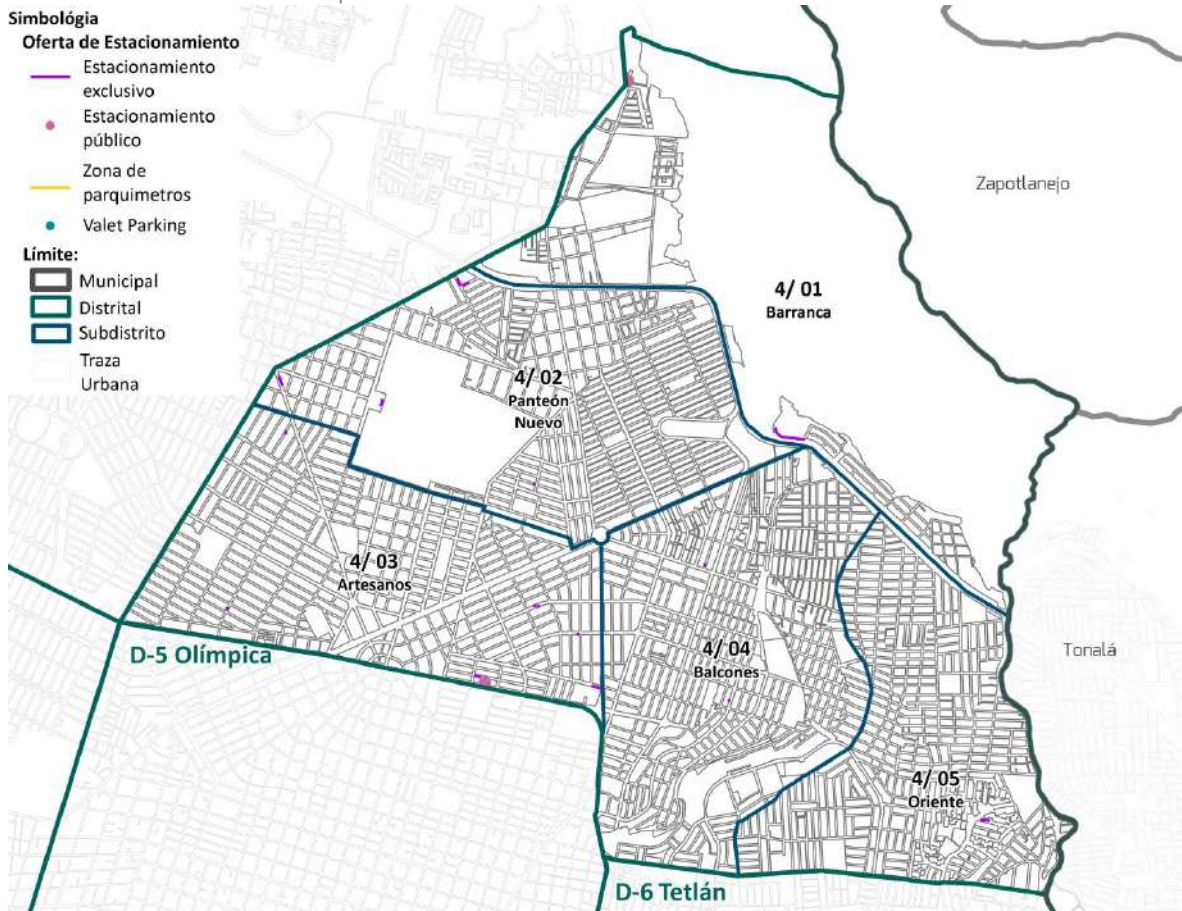 Simbológia
Oferta de Estacionamiento
Estacionamiento
exclusivo
Estacionamiento
público
Zona de
parquimetros
Valet Parking
Límite:
Municipal
Distrital
Subdistrito
Traza
Urbana
Zapotlanejo
4/ 01
Barranca
4/ 02
Panteón
Nuevo
4/ 03
Artesanos
D-5 Olímpica
4/ 04
Balcones
Tonalá
4/ 05
Oriente
D-6 Tetlán